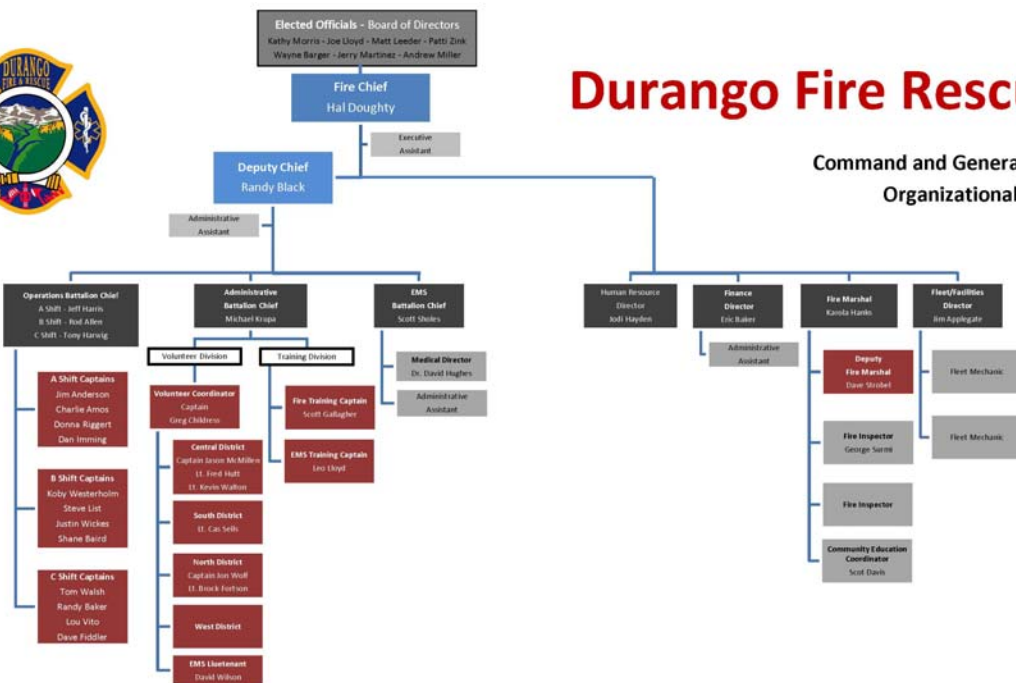 DURANGO
FIRE & RESCUE
Elected Officials - Board of Directors
Kathy Morris - Joe Lloyd - Matt Leeder - Patti Zink
Wayne Barger - Jerry Martinez - Andrew Miller
Fire Chief
Hal Doughty
Durango Fire Rescu
Executive
Assistant
Command and Genera
Organizational
Deputy Chief
Randy Black
Administrative
Assistant
Operations Battalion Chief
A Shift - Jeff Harris
B Shift - Rod Allen
C Shift - Tony Harwig
Administrative
Battalion Chief
Michael Krupa
EMS
Battalion Chief
Scott Sholes
Human Resource
Director
Jodi Hayden
Finance
Director
Eric Baker
Fire Marshal
Karola Hanks
Fleet/Facilities
Director
Jim Applegate
Volunteer Division
Training Division
A Shift Captains
Jim Anderson
Charlie Amos
Donna Riggert
Dan Imming
B Shift Captains
Koby Westerholm
Steve List
Justin Wickes
Shane Baird
C Shift Captains
Tom Walsh
Randy Baker
Lou Vito
Dave Fiddler
Volunteer Coordinator
Captain
Greg Childress
Central District
Captain Jason McMillen
Lt. Fred Hutt
Lt. Kevin Walton
South District
Lt. Cas Sells
North District
Captain Jon Wolf
Lt. Brock Fortson
West District
EMS Lluetenant
David Wilson
Fire Training Captain
Scott Gallagher
EMS Training Captain
Leo Lloyd
Medical Director
Dr. David Hughes
Administrative
Assistant
Administrative
Assistant
Deputy
Fire Marshal
Dave Strobel
Fire Inspector
George Surmi
Fire Inspector
Community Education
Coordinator
Scot Davis
Fleet Mechanic
Fleet Mechanic